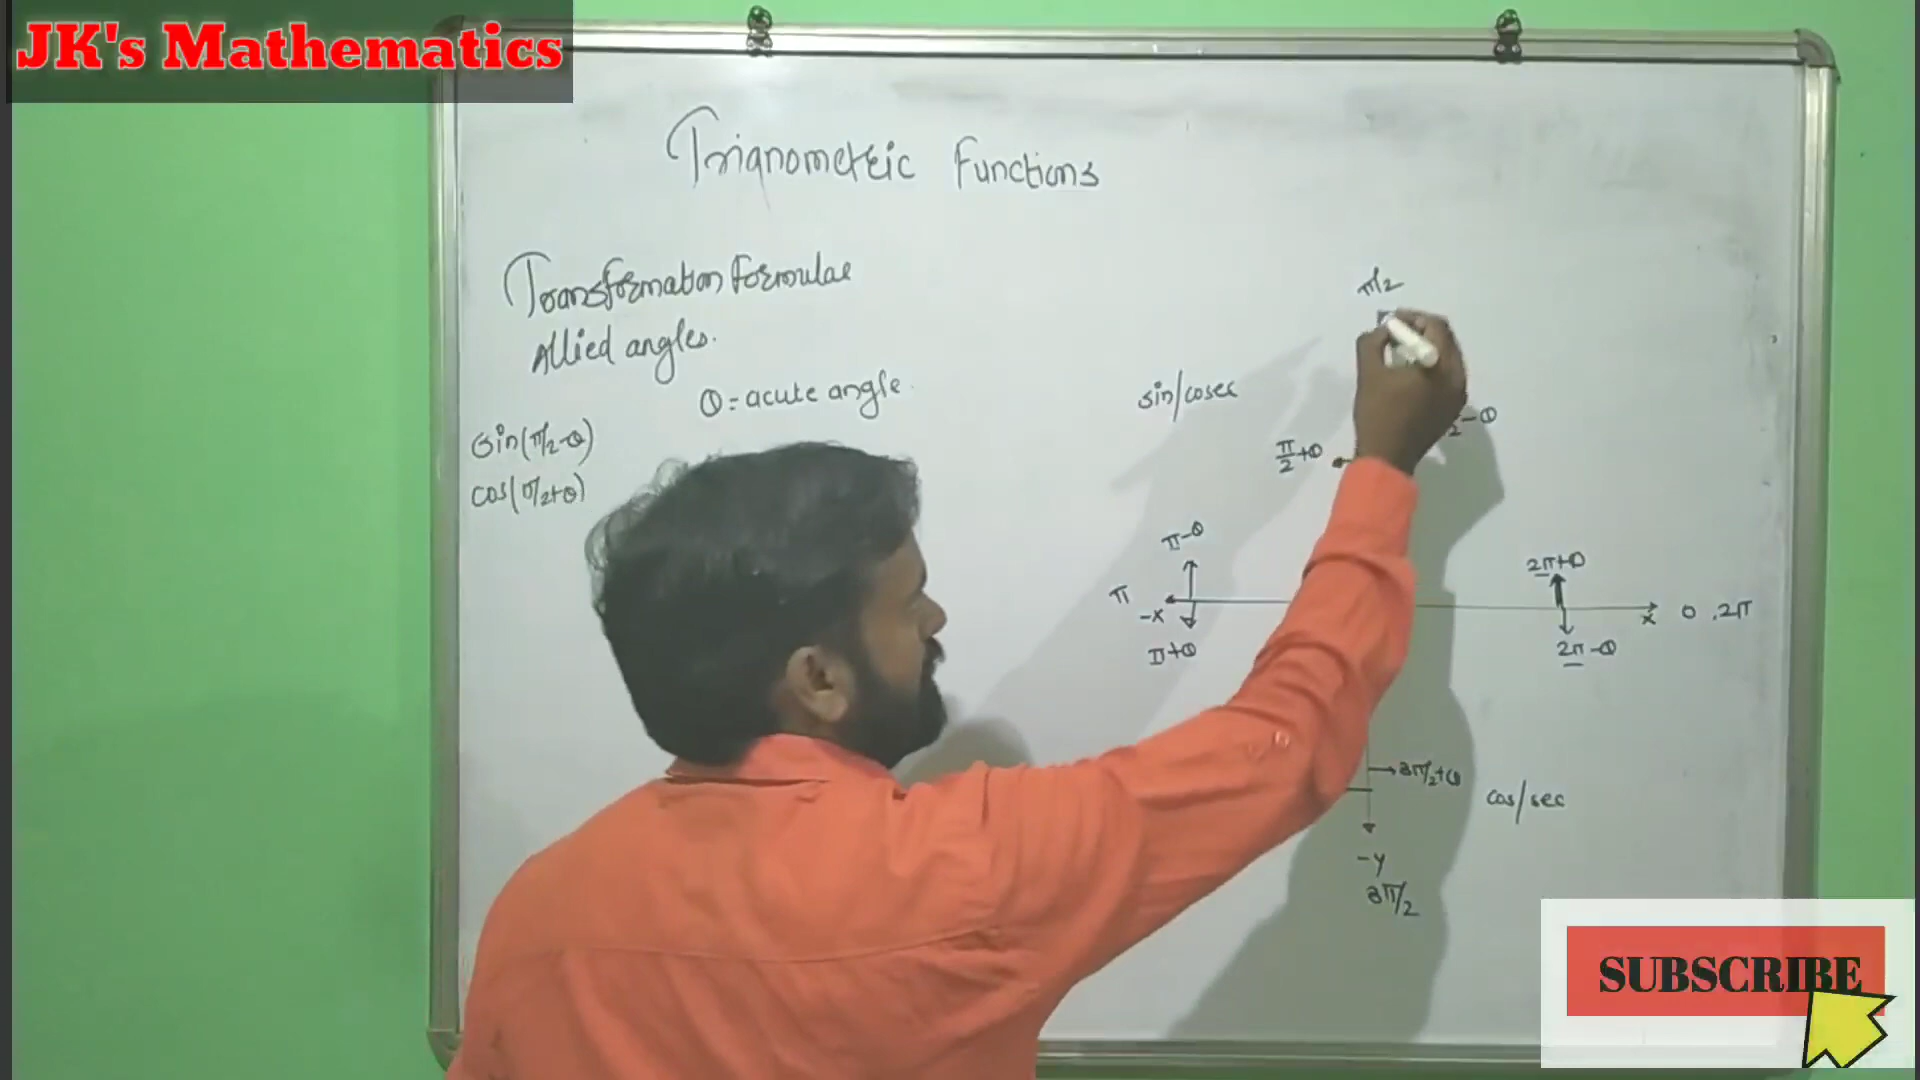 JK's Mathematics
Trignometric Functions
Transformation Formulae
Allied angles.
θ = acute angle.
sin(π/2-θ)
cos(π/2+θ)
π/2
sin/cosec
2-θ
π/2+θ
π-θ
2π+θ
π
-x
x 0, 2π
π+θ
2π-θ
3π/2+θ
cos/sec
-y
3π/2
SUBSCRIBE